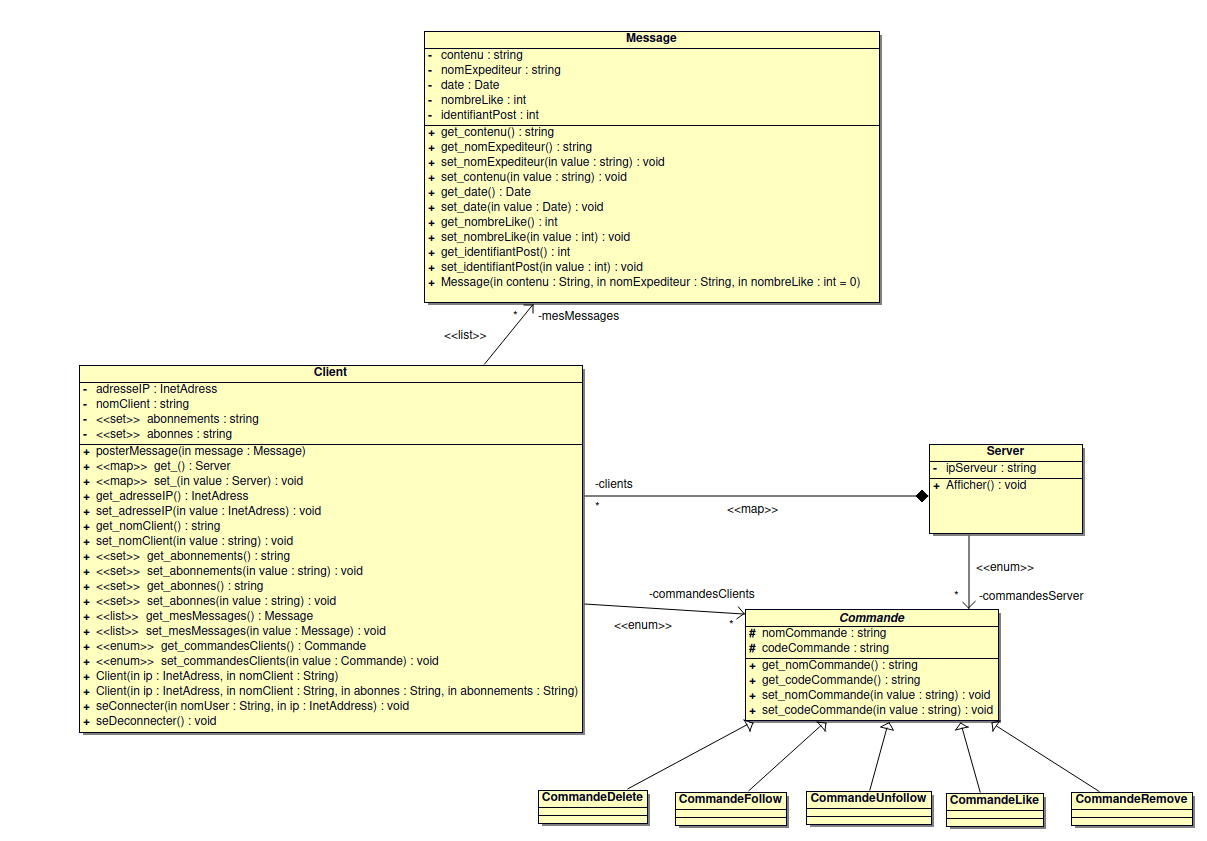 Message
- contenu : string
- nomExpediteur : string
- date : Date
- nombreLike : int
- identifiantPost : int
+ get_contenu() : string
+ get_nomExpediteur() : string
+ set_nomExpediteur(in value : string) : void
+ set_contenu(in value : string) : void
+ get_date() : Date
+ set_date(in value : Date) : void
+ get_nombreLike() : int
+ set_nombreLike(in value : int) : void
+ get_identifiantPost() : int
+ set_identifiantPost(in value : int) : void
+ Message(in contenu : String, in nomExpediteur : String, in nombreLike : int = 0)
* -mesMessages
<<list>>
Client
- adresseIP : InetAdress
- nomClient : string
- <<set>> abonnements : string
- <<set>> abonnes : string
+ posterMessage(in message : Message)
+ <<map>> get_() : Server
+ <<map>> set_(in value : Server) : void
+ get_adresseIP() : InetAdress
+ set_adresseIP(in value : InetAdress) : void
+ get_nomClient() : string
+ set_nomClient(in value : string) : void
+ <<set>> get_abonnements() : string
+ <<set>> set_abonnements(in value : string) : void
+ <<set>> get_abonnes() : string
+ <<set>> set_abonnes(in value : string) : void
+ <<list>> get_mesMessages() : Message
+ <<list>> set_mesMessages(in value : Message) : void
+ <<enum>> get_commandesClients() : Commande
+ <<enum>> set_commandesClients(in value : Commande) : void
+ Client(in ip : InetAdress, in nomClient : String)
+ Client(in ip : InetAdress, in nomClient : String, in abonnes : String, in abonnements : String)
+ seConnecter(in nomUser : String, in ip : InetAddress) : void
+ seDeconnecter() : void
-clients
*
<<map>>
Server
- ipServeur : string
+ Afficher() : void
<<enum>>
* -commandesServer
-commandesClients
<<enum>> *
Commande
# nomCommande : string
# codeCommande : string
+ get_nomCommande() : string
+ get_codeCommande() : string
+ set_nomCommande(in value : string) : void
+ set_codeCommande(in value : string) : void
CommandeDelete
CommandeFollow
CommandeUnfollow
CommandeLike
CommandeRemove